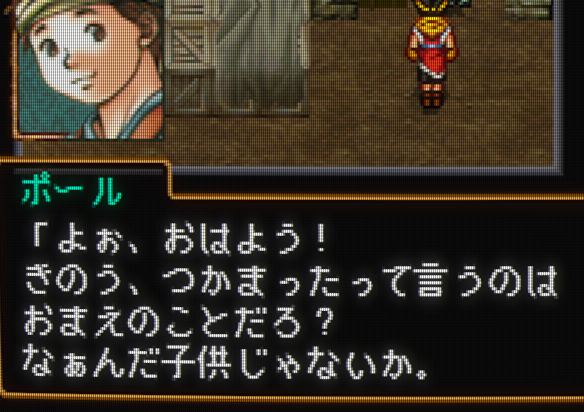 ポール
「よぉ、おはよう！
きのう、つかまったって言うのは
おまえのことだろ？
なぁんだ子供じゃないか。